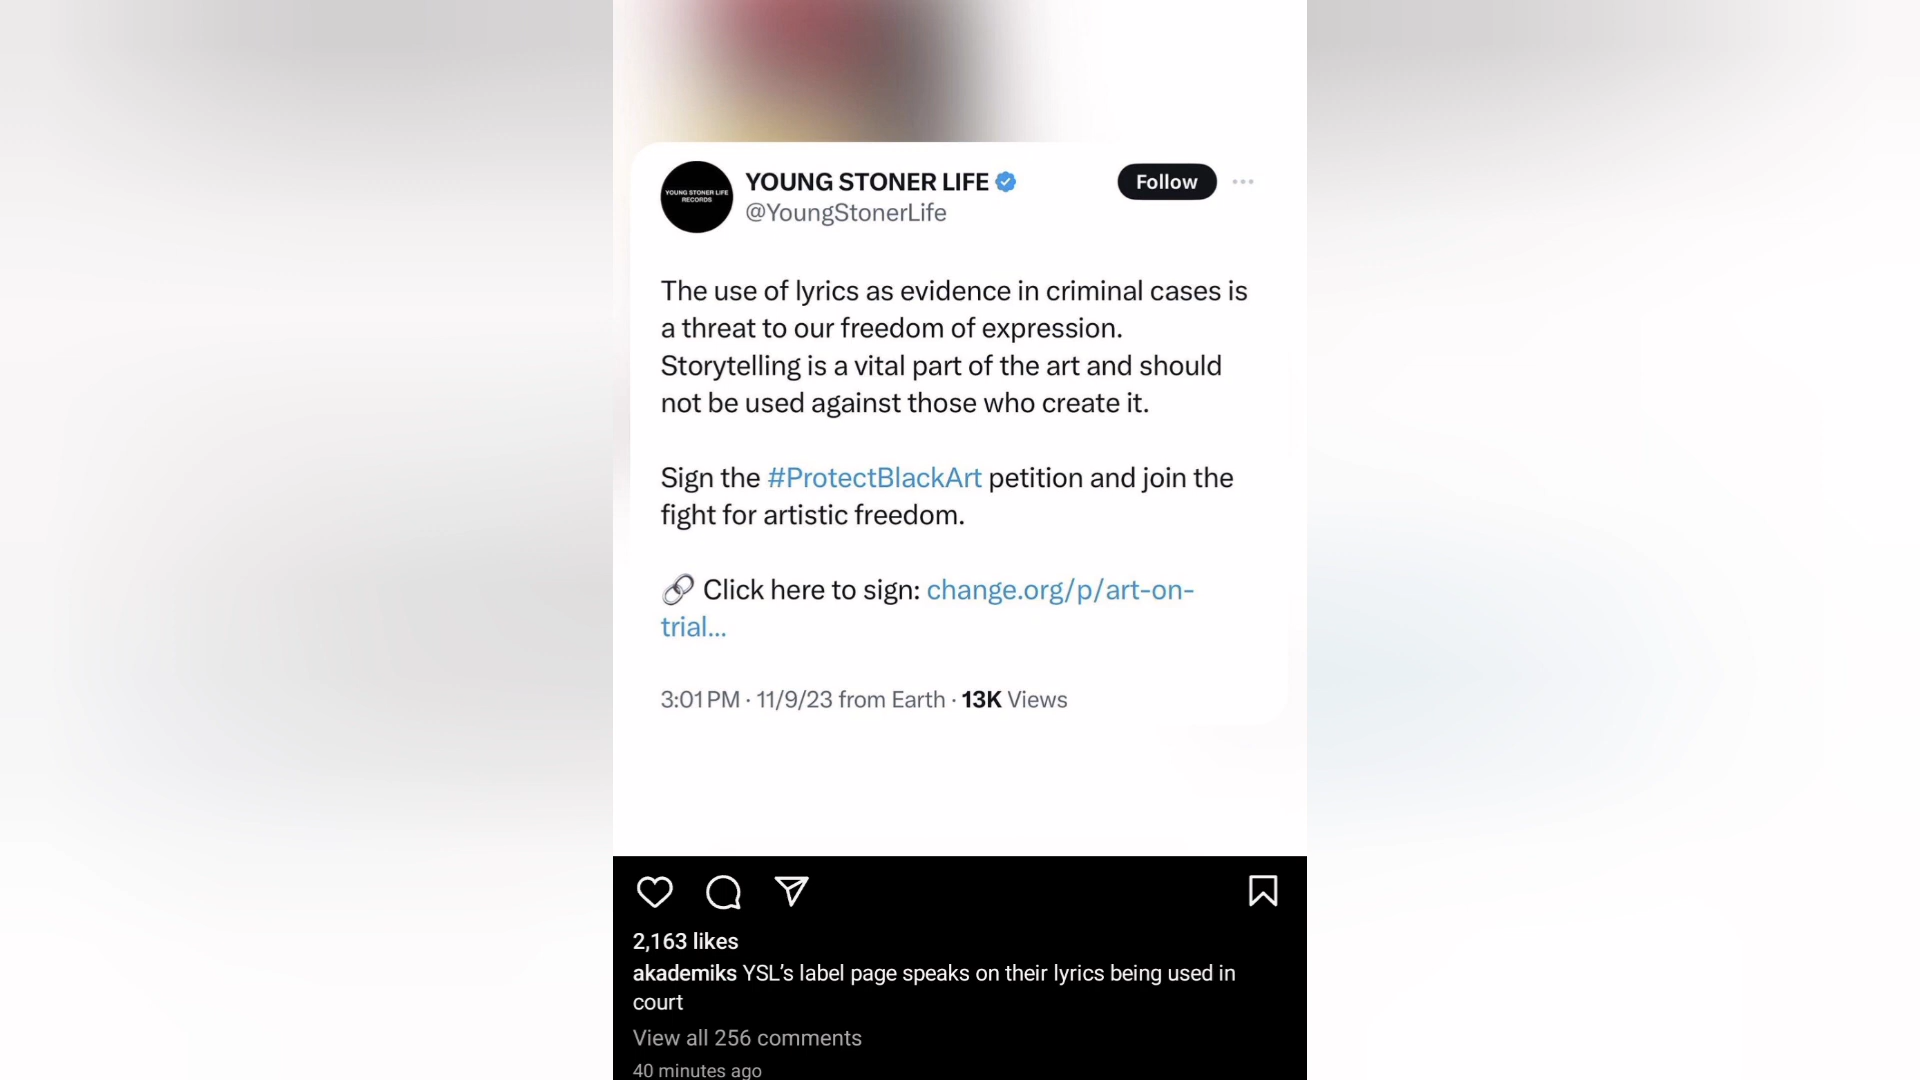 YOUNG STONER LIFE
RECORDS
YOUNG STONER LIFE
@YoungStonerLife
Follow
The use of lyrics as evidence in criminal cases is
a threat to our freedom of expression.
Storytelling is a vital part of the art and should
not be used against those who create it.
Sign the #ProtectBlackArt petition and join the
fight for artistic freedom.
🔗 Click here to sign: change.org/p/art-on-
trial...
3:01 PM · 11/9/23 from Earth · 13K Views
2,163 likes
akademiks YSL’s label page speaks on their lyrics being used in
court
View all 256 comments
40 minutes ago